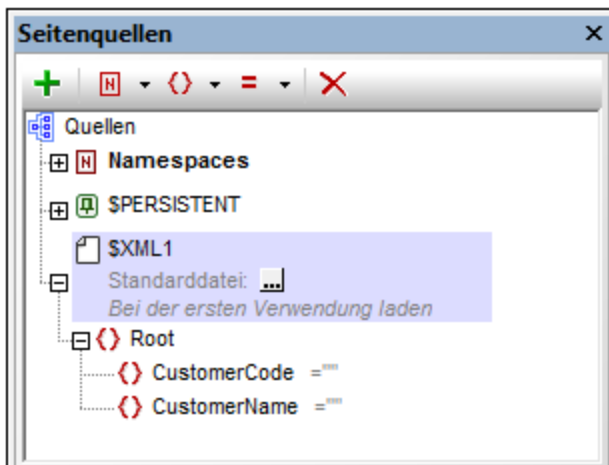 Seitenquellen
Quellen
Namespaces
$PERSISTENT
$XML1
Standarddatei: ...
Bei der ersten Verwendung laden
{} Root
{} CustomerCode =""
{} CustomerName =""